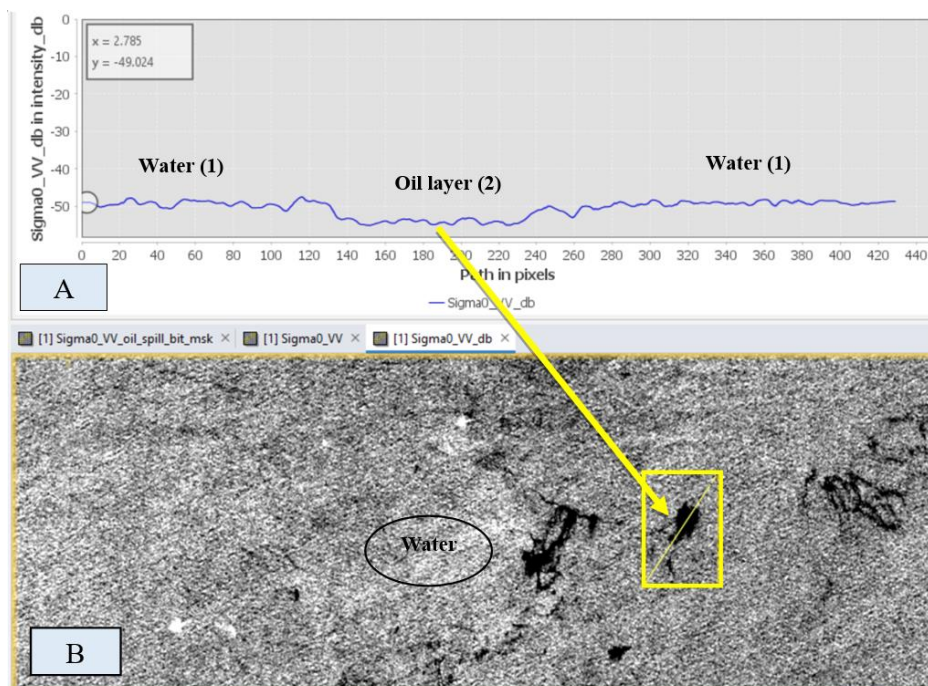 0
-10
-20
-30
-40
-50
Sigma0_VV_db in intensity_db
x = 2.785
y = -49.024
Water (1)
Oil layer (2)
Water (1)
0 20 40 60 80 100 120 140 160 180 200 220 240 260 280 300 320 340 360 380 400 420 440
Path in pixels
Sigma0_VV_db
A
[1] Sigma0_VV_oil_spill_bit_msk × [1] Sigma0_VV × [1] Sigma0_VV_db ×
Water
B